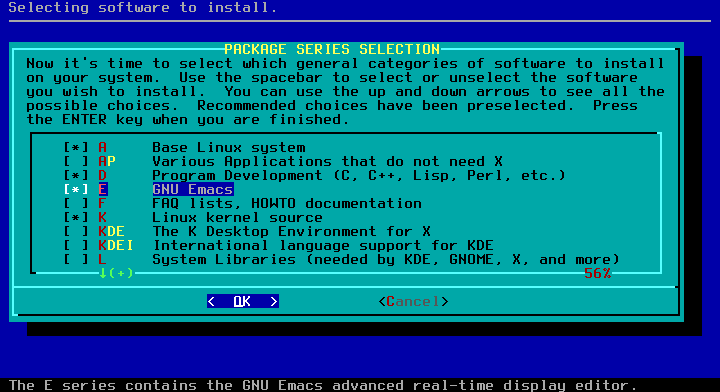 Selecting software to install.
PACKAGE SERIES SELECTION
Now it's time to select which general categories of software to install
on your system.  Use the spacebar to select or unselect the software
you wish to install.  You can use the up and down arrows to see all the
possible choices.  Recommended choices have been preselected.  Press
the ENTER key when you are finished.
[*] A      Base Linux system
[ ] AP     Various Applications that do not need X
[*] D      Program Development (C, C++, Lisp, Perl, etc.)
[*] E      GNU Emacs
[ ] F      FAQ lists, HOWTO documentation
[*] K      Linux kernel source
[ ] KDE    The K Desktop Environment for X
[ ] KDEI   International language support for KDE
[ ] L      System Libraries (needed by KDE, GNOME, X, and more)
↓(+) 56%
<  OK  > <Cancel>
The E series contains the GNU Emacs advanced real-time display editor.